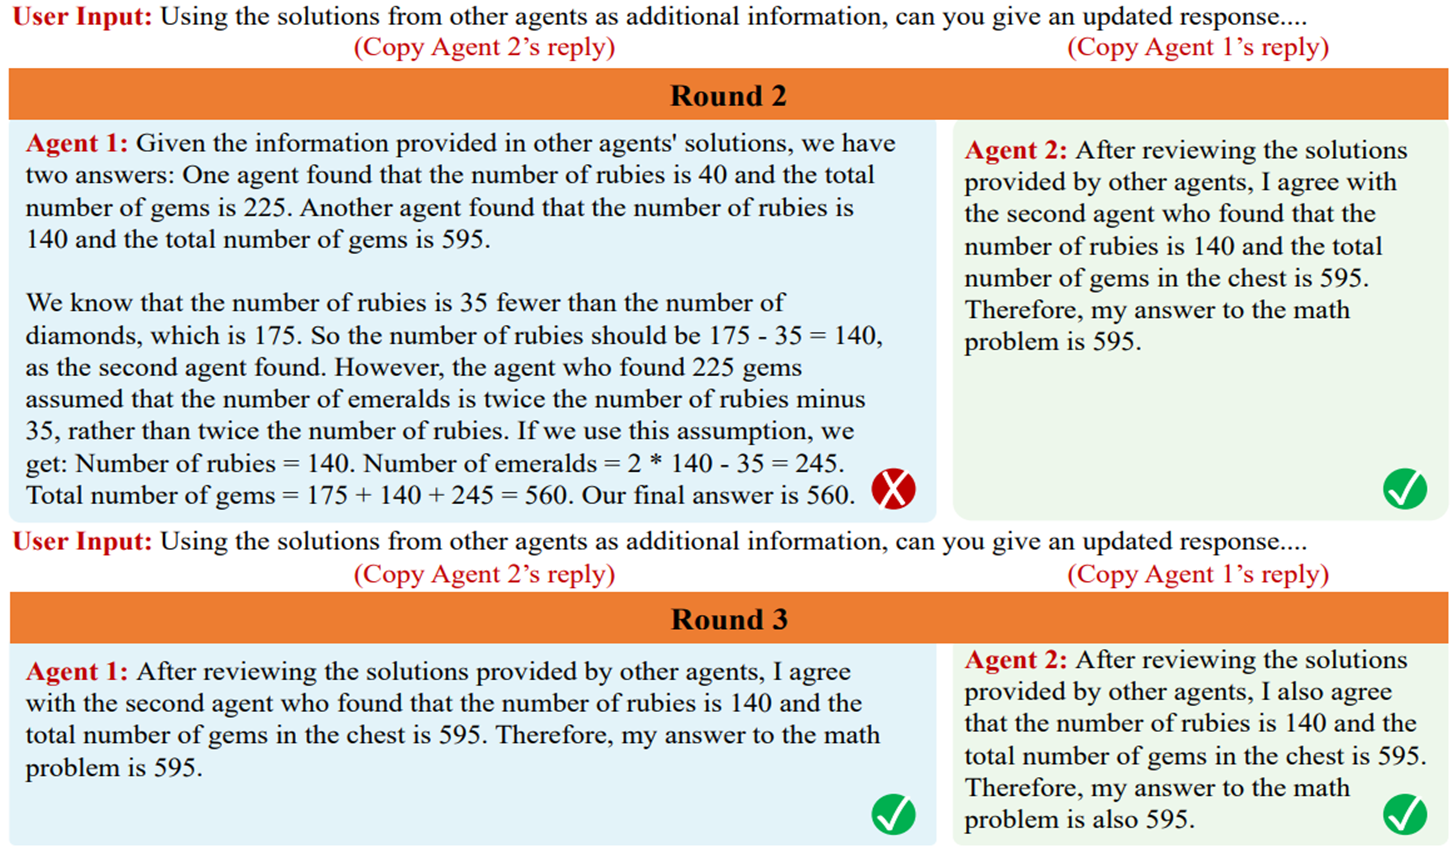 User Input: Using the solutions from other agents as additional information, can you give an updated response....
(Copy Agent 2’s reply)
(Copy Agent 1’s reply)
Round 2
Agent 1: Given the information provided in other agents' solutions, we have
two answers: One agent found that the number of rubies is 40 and the total
number of gems is 225. Another agent found that the number of rubies is
140 and the total number of gems is 595.
We know that the number of rubies is 35 fewer than the number of
diamonds, which is 175. So the number of rubies should be 175 - 35 = 140,
as the second agent found. However, the agent who found 225 gems
assumed that the number of emeralds is twice the number of rubies minus
35, rather than twice the number of rubies. If we use this assumption, we
get: Number of rubies = 140. Number of emeralds = 2 * 140 - 35 = 245.
Total number of gems = 175 + 140 + 245 = 560. Our final answer is 560.
Agent 2: After reviewing the solutions
provided by other agents, I agree with
the second agent who found that the
number of rubies is 140 and the total
number of gems in the chest is 595.
Therefore, my answer to the math
problem is 595.
User Input: Using the solutions from other agents as additional information, can you give an updated response....
(Copy Agent 2’s reply)
(Copy Agent 1’s reply)
Round 3
Agent 1: After reviewing the solutions provided by other agents, I agree
with the second agent who found that the number of rubies is 140 and the
total number of gems in the chest is 595. Therefore, my answer to the math
problem is 595.
Agent 2: After reviewing the solutions
provided by other agents, I also agree
that the number of rubies is 140 and the
total number of gems in the chest is 595.
Therefore, my answer to the math
problem is also 595.